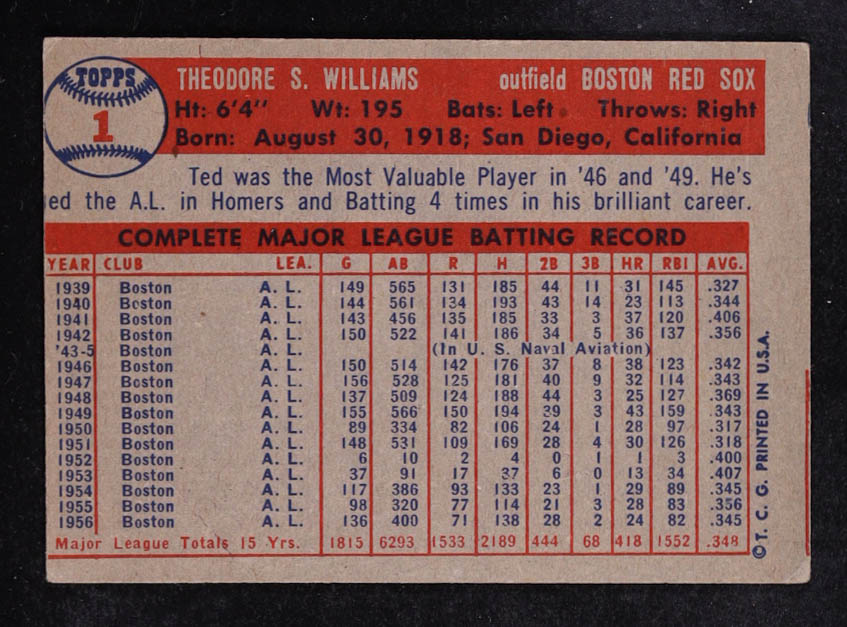 TOPPS
1
THEODORE S. WILLIAMS outfield BOSTON RED SOX
Ht: 6'4" Wt: 195 Bats: Left Throws: Right
Born: August 30, 1918; San Diego, California
Ted was the Most Valuable Player in '46 and '49. He's
ed the A.L. in Homers and Batting 4 times in his brilliant career.
COMPLETE MAJOR LEAGUE BATTING RECORD
YEAR CLUB LEA. G AB R H 2B 3B HR RBI AVG.
1939 Boston A. L. 149 565 131 185 44 11 31 145 .327
1940 Boston A. L. 144 561 134 193 43 14 23 113 .344
1941 Boston A. L. 143 456 135 185 33 3 37 120 .406
1942 Boston A. L. 150 522 141 186 34 5 36 137 .356
'43-5 Boston A. L. (In U. S. Naval Aviation)
1946 Boston A. L. 150 514 142 176 37 8 38 123 .342
1947 Boston A. L. 156 528 125 181 40 9 32 114 .343
1948 Boston A. L. 137 509 124 188 44 3 25 127 .369
1949 Boston A. L. 155 566 150 194 39 3 43 159 .343
1950 Boston A. L. 89 334 82 106 24 1 28 97 .317
1951 Boston A. L. 148 531 109 169 28 4 30 126 .318
1952 Boston A. L. 6 10 2 4 0 1 1 3 .400
1953 Boston A. L. 37 91 17 37 6 0 13 34 .407
1954 Boston A. L. 117 386 93 133 23 1 29 89 .345
1955 Boston A. L. 98 320 77 114 21 3 28 83 .356
1956 Boston A. L. 136 400 71 138 28 2 24 82 .345
Major League Totals 15 Yrs. 1815 6293 1533 2189 444 68 418 1552 .348
© T. C. G. PRINTED IN U.S.A.